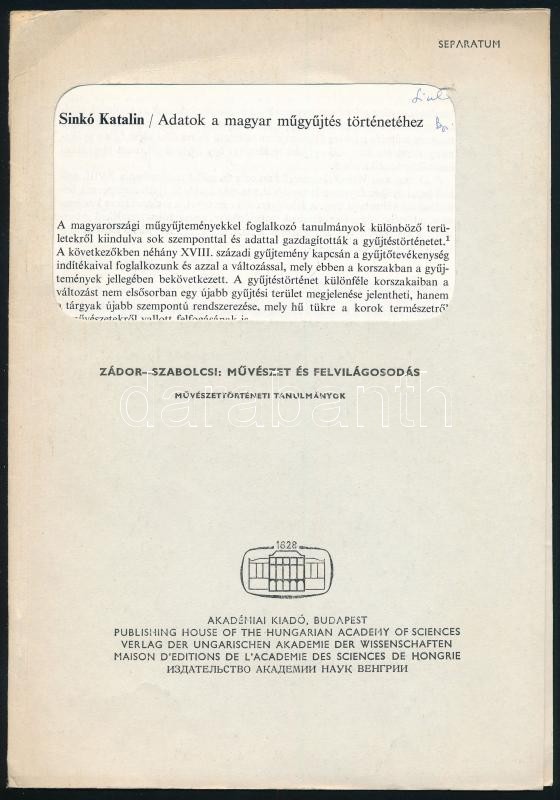 SEPARATUM
Sinkó Katalin / Adatok a magyar műgyűjtés történetéhez
A magyarországi műgyűjteményekkel foglalkozó tanulmányok különböző terü-
letekről kiindulva sok szemponttal és adattal gazdagították a gyűjtéstörténetet.¹
A következőkben néhány XVIII. századi gyűjtemény kapcsán a gyűjtőtevékenység
indítékaival foglalkozunk és azzal a változással, mely ebben a korszakban a gyűj-
temények jellegében bekövetkezett. A gyűjtéstörténet különféle korszakaiban a
változást nem elsősorban egy újabb gyűjtési terület megjelenése jelentheti, hanem
a tárgyak újabb szempontú rendszerezése, mely hű tükre a korok természetről
művészetekről vallott felfogásának is
ZÁDOR--SZABOLCSI: MŰVÉSZET ÉS FELVILÁGOSODÁS
MŰVÉSZETTÖRTÉNETI TANULMÁNYOK
darabanth
1828
AKADÉMIAI KIADÓ, BUDAPEST
PUBLISHING HOUSE OF THE HUNGARIAN ACADEMY OF SCIENCES
VERLAG DER UNGARISCHEN AKADEMIE DER WISSENSCHAFTEN
MAISON D'EDITIONS DE L'ACADEMIE DES SCIENCES DE HONGRIE
ИЗДАТЕЛЬСТВО АКАДЕМИИ НАУК ВЕНГРИИ